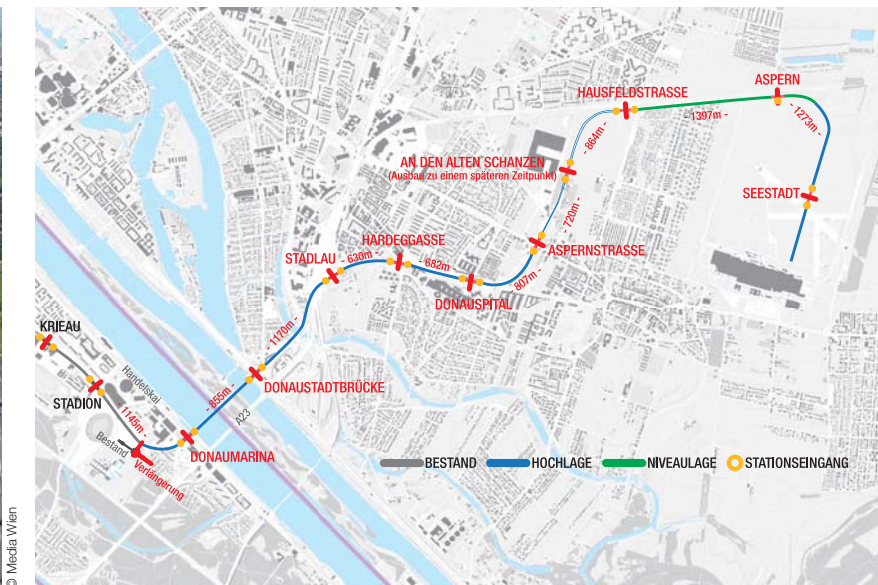 HAUSFELDSTRASSE
ASPERN
- 1397m -
- 1273m -
- 864m -
AN DEN ALTEN SCHANZEN
(Ausbau zu einem späteren Zeitpunkt)
SEESTADT
- 720m -
HARDEGGASSE
ASPERNSTRASSE
STADLAU
- 630m -
- 682m -
807m -
DONAUSPITAL
KRIEAU
- 1170m -
Handelskai
DONAUSTADTBRÜCKE
STADION
- 855m -
A23
1145m -
Bestand
DONAUMARINA
Verlängerung
BESTAND
HOCHLAGE
NIVEAULAGE
STATIONSEINGANG
© Media Wien